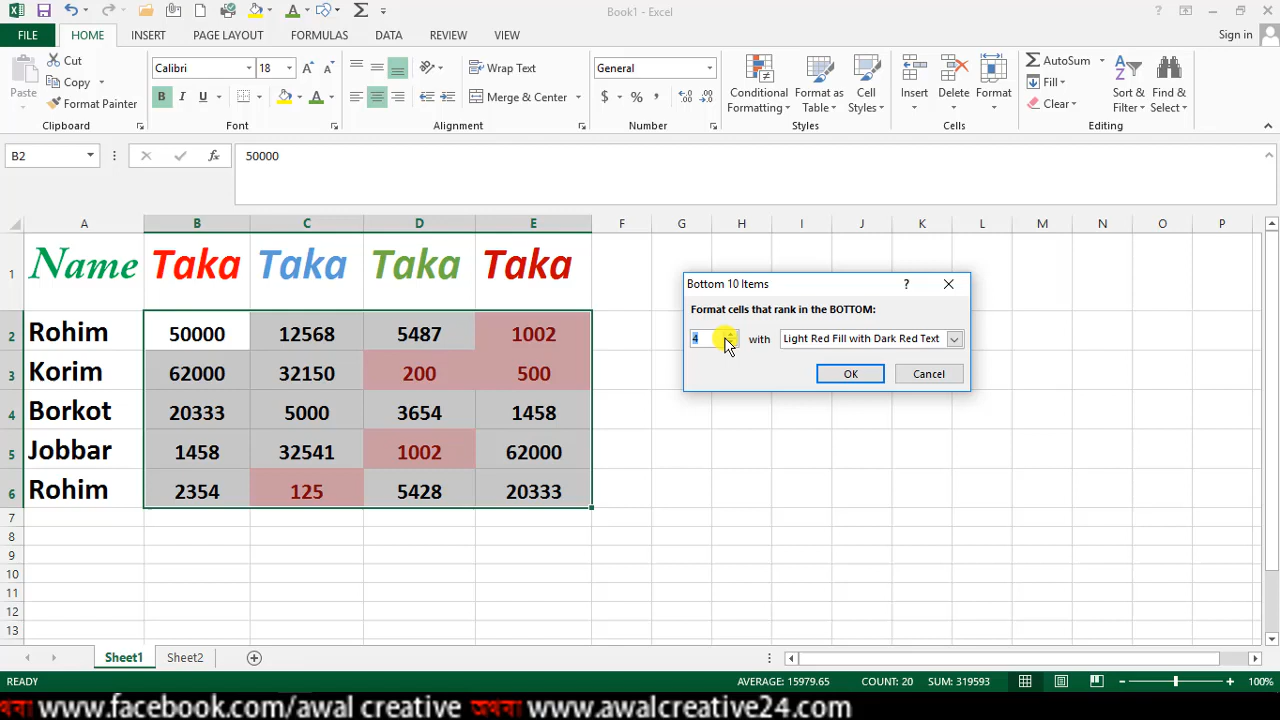 Book1 - Excel
FILE HOME INSERT PAGE LAYOUT FORMULAS DATA REVIEW VIEW Sign in
Cut
Copy
Format Painter
Paste
Clipboard
Calibri 18
B I U
Font
Wrap Text
Merge & Center
Alignment
General
$ % ,
Number
Conditional Formatting
Format as Table
Cell Styles
Styles
Insert Delete Format
Cells
AutoSum
Fill
Clear
Sort & Filter
Find & Select
Editing
B2 fx 50000
A B C D E F G H I J K L M N O P
1 Name Taka Taka Taka Taka
2 Rohim 50000 12568 5487 1002
3 Korim 62000 32150 200 500
4 Borkot 20333 5000 3654 1458
5 Jobbar 1458 32541 1002 62000
6 Rohim 2354 125 5428 20333
7
8
9
10
11
12
13
Bottom 10 Items ?
Format cells that rank in the BOTTOM:
4 with Light Red Fill with Dark Red Text
OK Cancel
Sheet1 Sheet2
READY AVERAGE: 15979.65 COUNT: 20 SUM: 319593 100%
অথবা www.facebook.com/awal creative অথবা www.awalcreative24.com